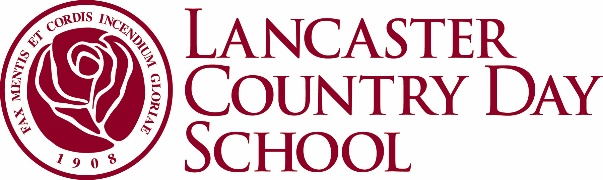 FAX MENTIS ET CORDIS INCENDIUM GLORIAE
1908
LANCASTER
COUNTRY DAY
SCHOOL